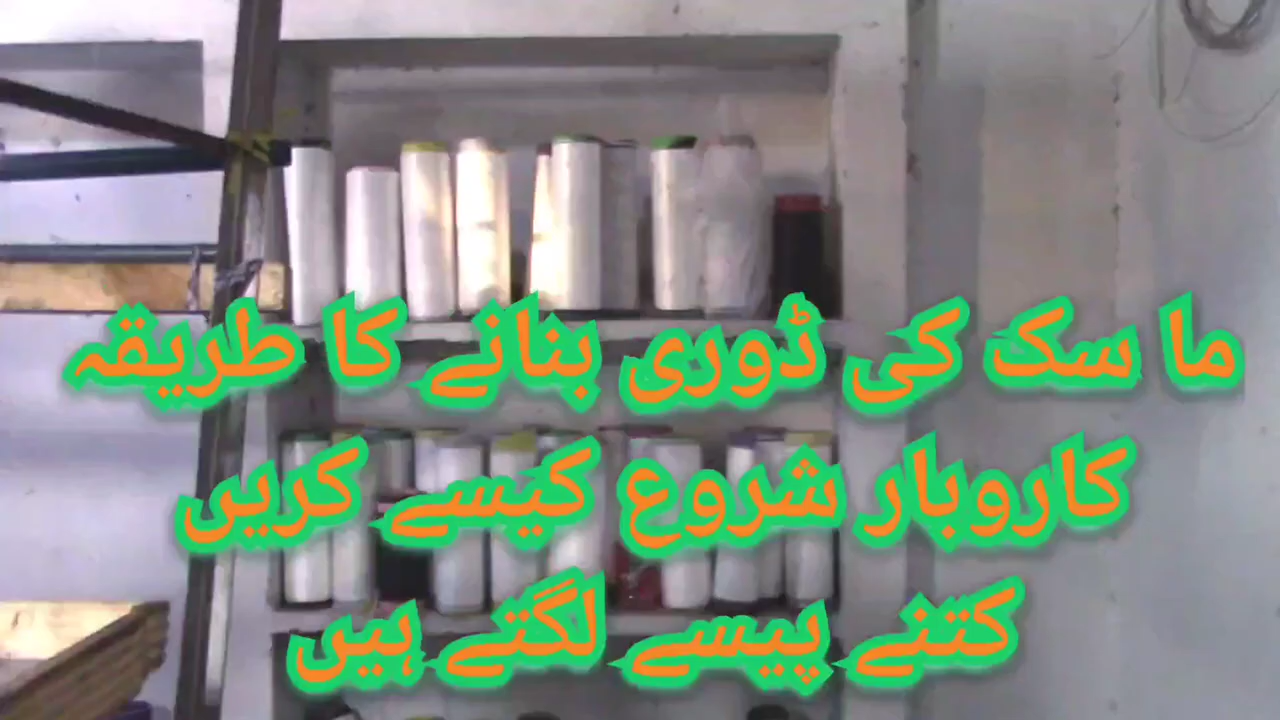 ما سک کی ڈوری بنانے کا طریقہ
کاروبار شروع کیسے کریں
کتنے پیسے لگتے ہیں